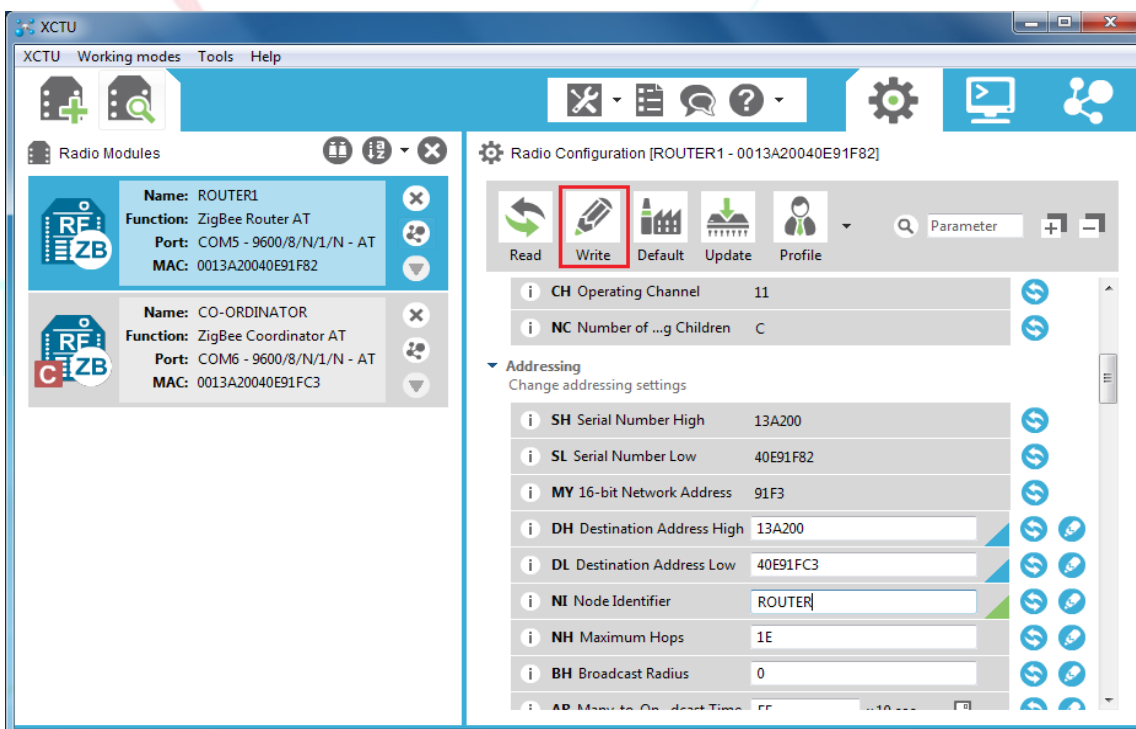 XCTU
XCTU Working modes Tools Help
Radio Modules
Name: ROUTER1
Function: ZigBee Router AT
Port: COM5 - 9600/8/N/1/N - AT
MAC: 0013A20040E91F82
RF
ZB
Name: CO-ORDINATOR
Function: ZigBee Coordinator AT
Port: COM6 - 9600/8/N/1/N - AT
MAC: 0013A20040E91FC3
RF
C ZB
Radio Configuration [ROUTER1 - 0013A20040E91F82]
Read Write Default Update Profile
Parameter
i CH Operating Channel 11
i NC Number of ...g Children C
Addressing
Change addressing settings
i SH Serial Number High 13A200
i SL Serial Number Low 40E91F82
i MY 16-bit Network Address 91F3
i DH Destination Address High 13A200
i DL Destination Address Low 40E91FC3
i NI Node Identifier ROUTER
i NH Maximum Hops 1E
i BH Broadcast Radius 0